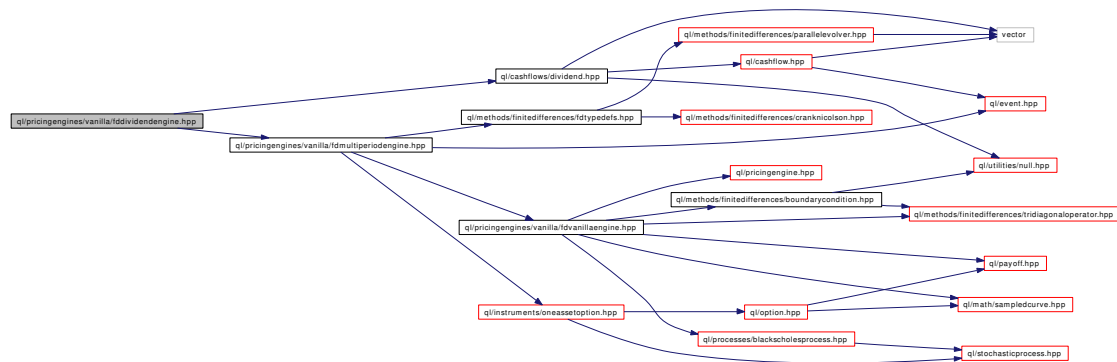 ql/methods/finitedifferences/parallelevolver.hpp
vector
ql/cashflow.hpp
ql/cashflows/dividend.hpp
ql/event.hpp
ql/methods/finitedifferences/fdtypedefs.hpp
ql/methods/finitedifferences/cranknicolson.hpp
ql/pricingengines/vanilla/fddividendengine.hpp
ql/pricingengines/vanilla/fdmultiperiodengine.hpp
ql/utilities/null.hpp
ql/pricingengine.hpp
ql/methods/finitedifferences/boundarycondition.hpp
ql/methods/finitedifferences/tridiagonaloperator.hpp
ql/pricingengines/vanilla/fdvanillaengine.hpp
ql/payoff.hpp
ql/math/sampledcurve.hpp
ql/instruments/oneassetoption.hpp
ql/option.hpp
ql/processes/blackscholesprocess.hpp
ql/stochasticprocess.hpp